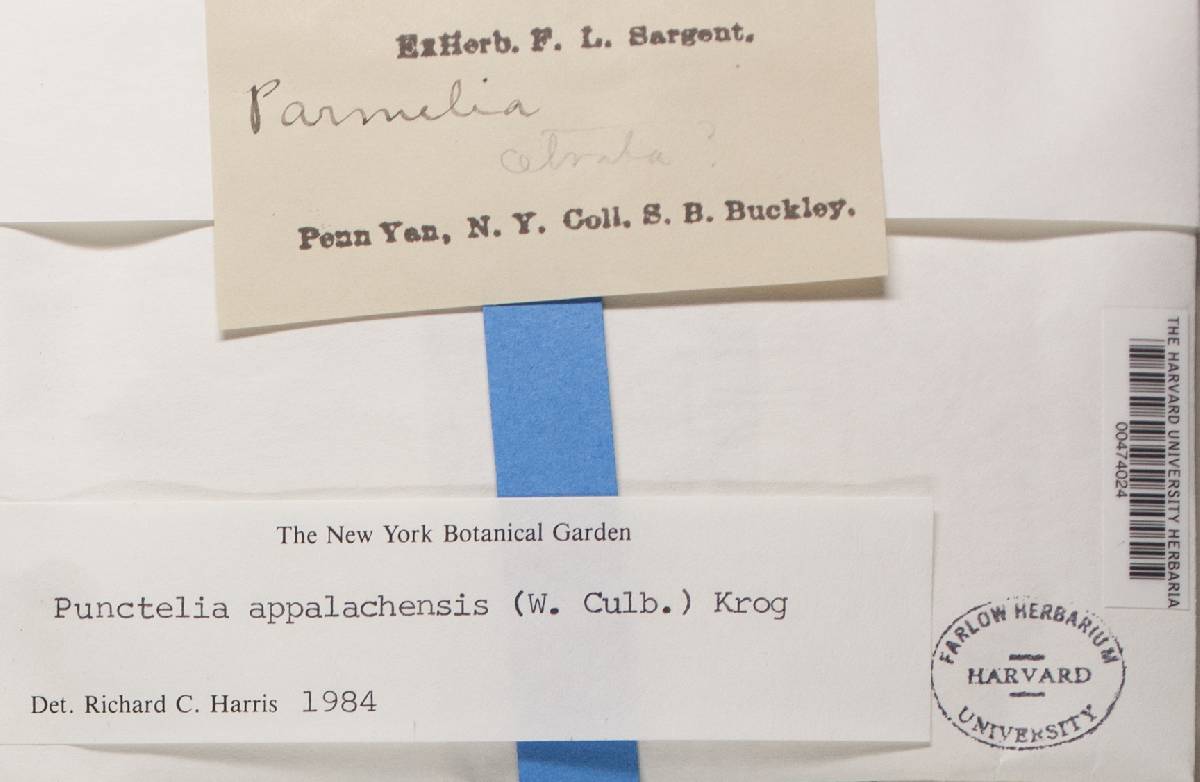 ExHerb. F. L. Sargent.
Parmelia
Penn Yan, N. Y. Coll. S. B. Buckley.
THE HARVARD UNIVERSITY HERBARIA
00474024
The New York Botanical Garden
Punctelia appalachensis (W. Culb.) Krog
Det. Richard C. Harris 1984
FARLOW HERBARIUM
HARVARD
UNIVERSITY